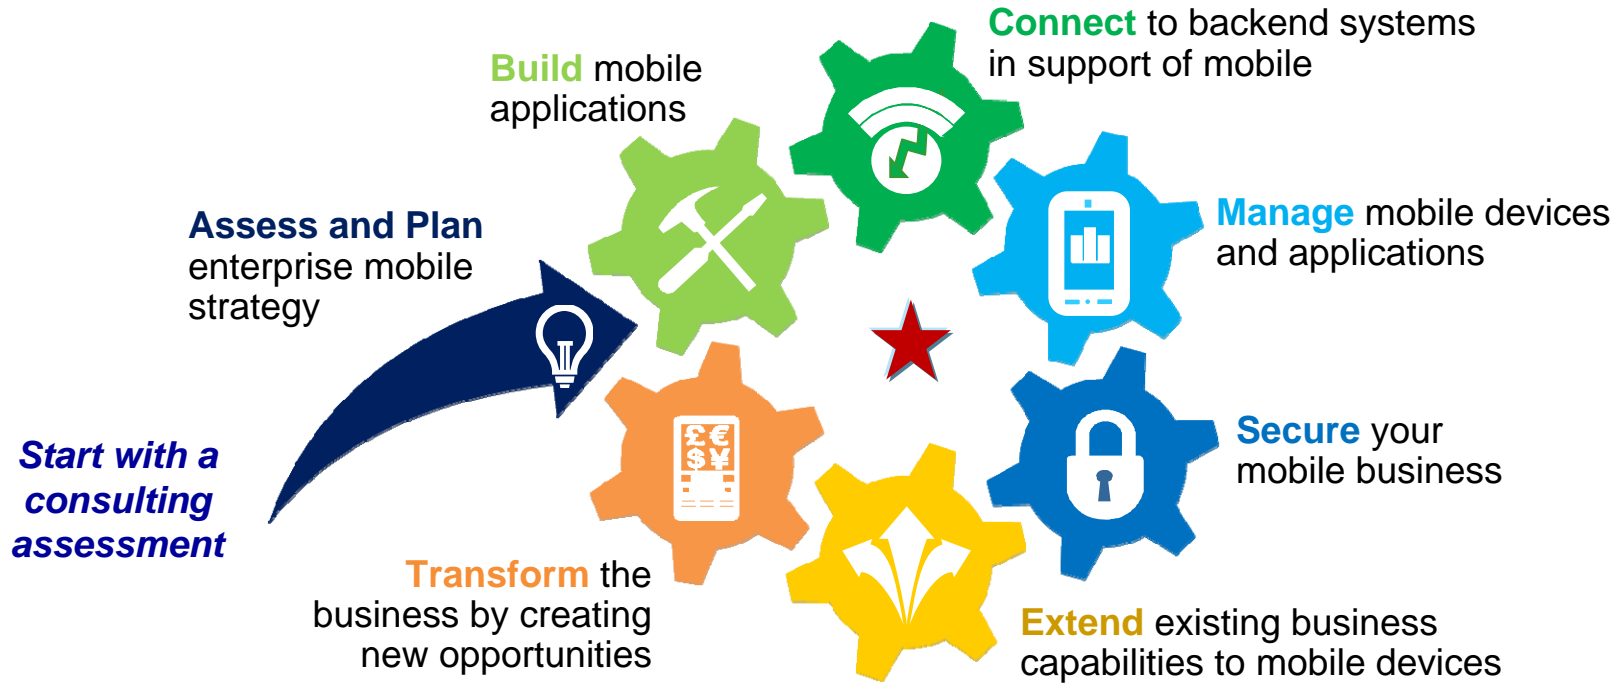 Connect to backend systems
in support of mobile
Build mobile
applications
Manage mobile devices
and applications
Assess and Plan
enterprise mobile
strategy
Start with a
consulting
assessment
£€
$¥
Secure your
mobile business
Transform the
business by creating
new opportunities
Extend existing business
capabilities to mobile devices